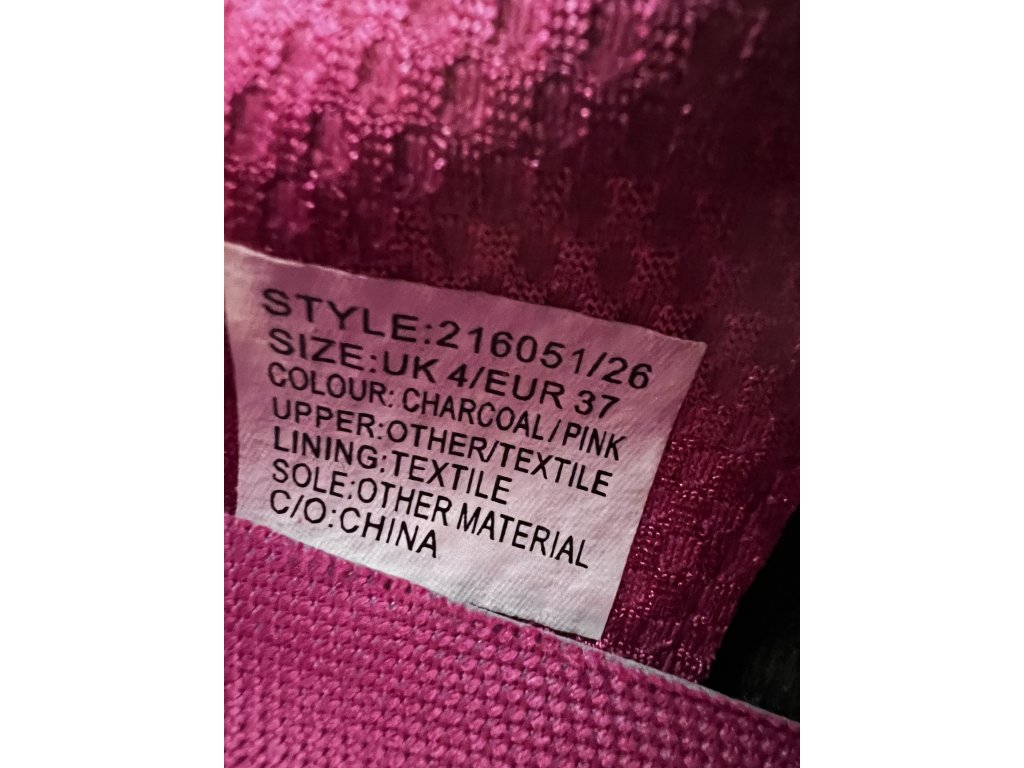 STYLE:216051/26
SIZE:UK 4/EUR 37
COLOUR: CHARCOAL/PINK
UPPER:OTHER/TEXTILE
LINING:TEXTILE
SOLE:OTHER MATERIAL
C/O:CHINA